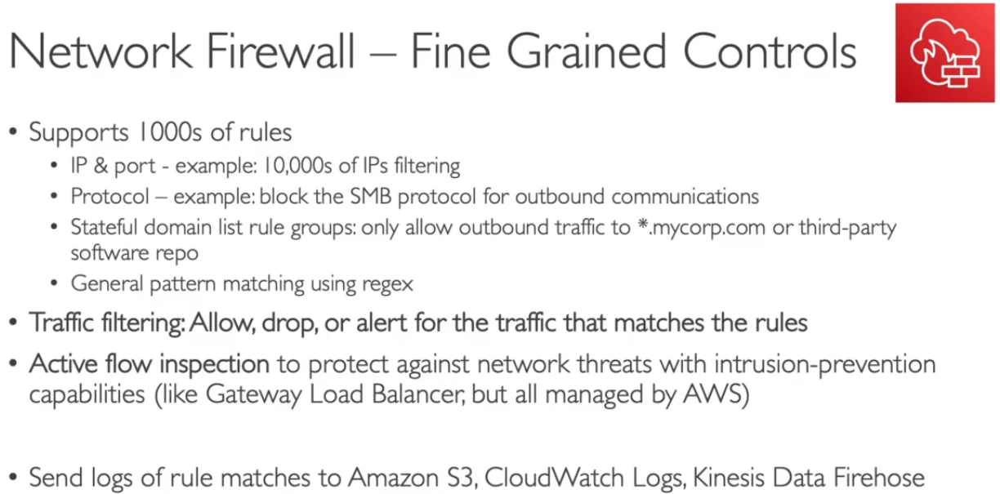 Network Firewall – Fine Grained Controls
• Supports 1000s of rules
• IP & port - example: 10,000s of IPs filtering
• Protocol – example: block the SMB protocol for outbound communications
• Stateful domain list rule groups: only allow outbound traffic to *.mycorp.com or third-party
software repo
• General pattern matching using regex
• Traffic filtering: Allow, drop, or alert for the traffic that matches the rules
• Active flow inspection to protect against network threats with intrusion-prevention
capabilities (like Gateway Load Balancer, but all managed by AWS)
• Send logs of rule matches to Amazon S3, CloudWatch Logs, Kinesis Data Firehose